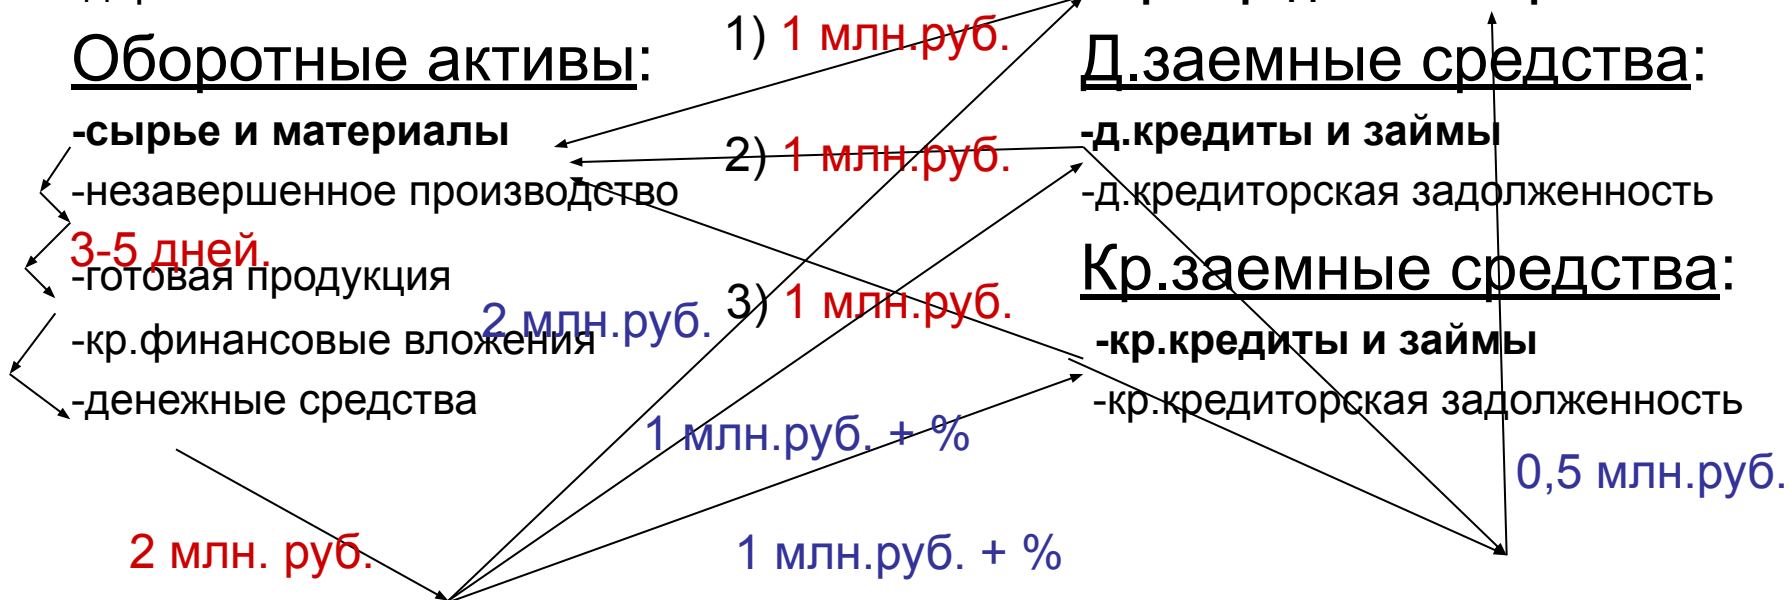 1) 1 млн.руб.
Оборотные активы:
-сырье и материалы
-незавершенное производство
3-5 дней.
-готовая продукция
-кр.финансовые вложения
-денежные средства
2 млн. руб.
2) 1 млн.руб.
3) 1 млн.руб.
2 млн.руб.
1 млн.руб. + %
1 млн.руб. + %
Д.заемные средства:
-д.кредиты и займы
-д.кредиторская задолженность
Кр.заемные средства:
-кр.кредиты и займы
-кр.кредиторская задолженность
0,5 млн.руб.